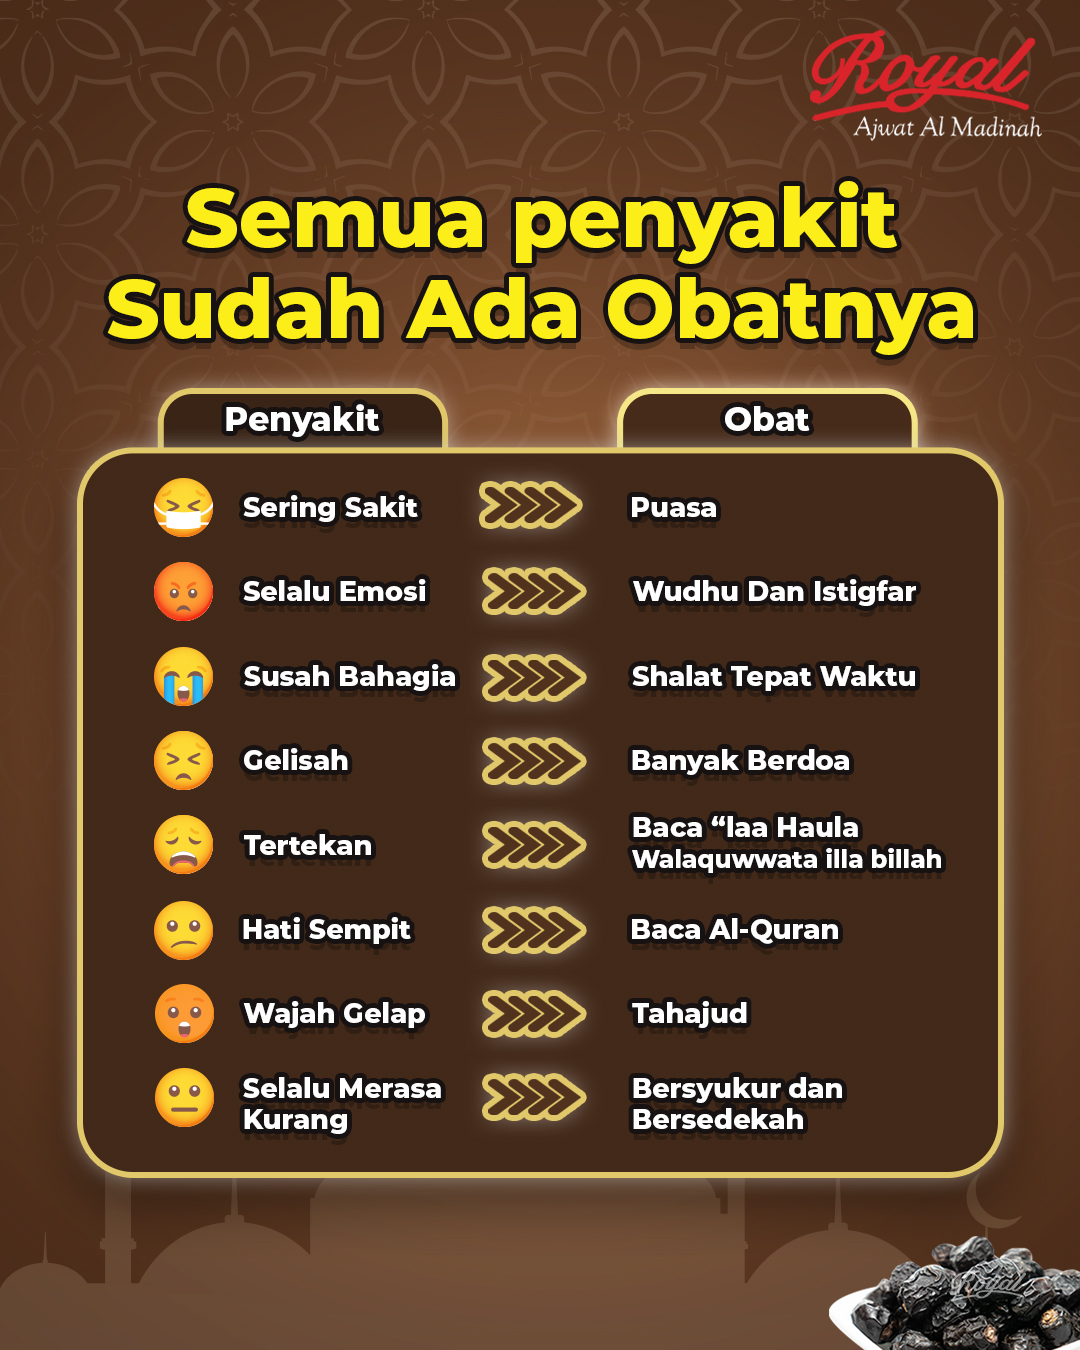 Royal
Ajwat Al Madinah
Semua penyakit
Sudah Ada Obatnya
Penyakit
Obat
Sering Sakit
Puasa
Selalu Emosi
Wudhu Dan Istigfar
Susah Bahagia
Shalat Tepat Waktu
Gelisah
Banyak Berdoa
Tertekan
Baca “laa Haula
Walaquwwata illa billah
Hati Sempit
Baca Al-Quran
Wajah Gelap
Tahajud
Selalu Merasa
Kurang
Bersyukur dan
Bersedekah
Royal